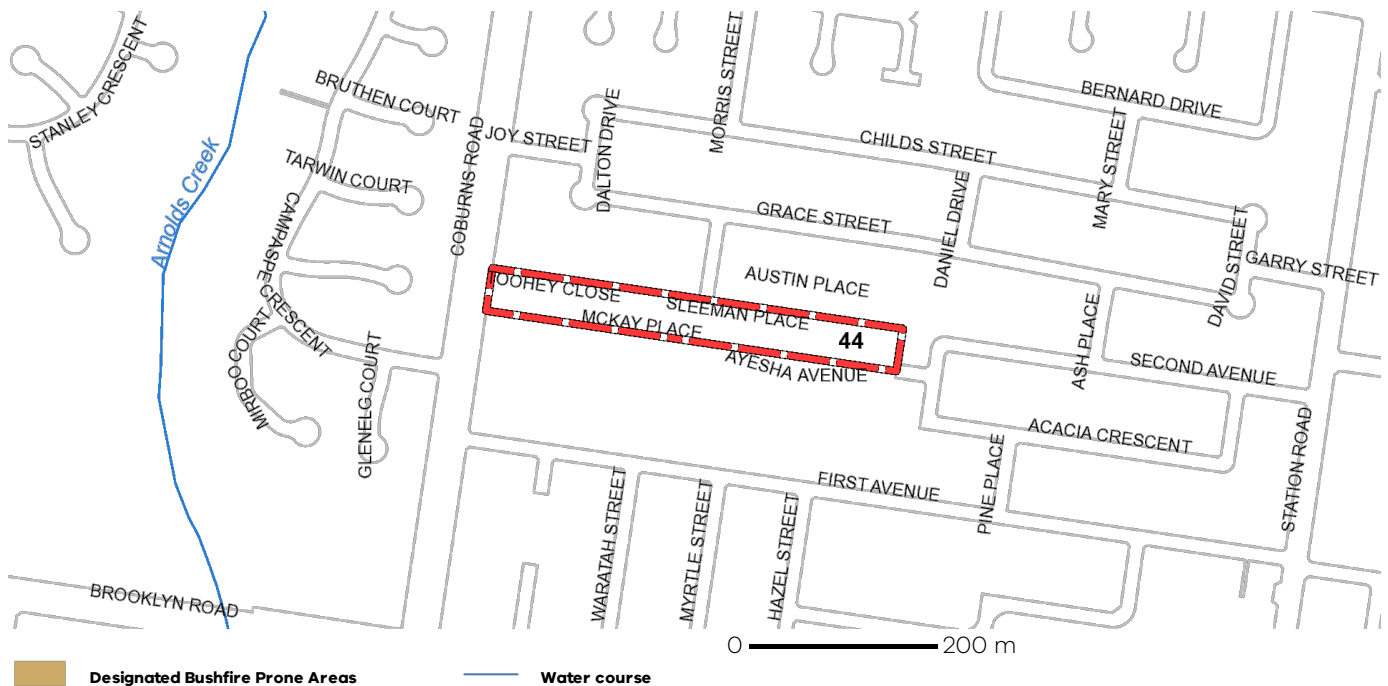 STANLEY CRESCENT
Arnolds Creek
BRUTHEN COURT
TARWIN COURT
CAMPASPE CRESCENT
MIRBOO COURT
GLENELG COURT
COBURNS ROAD
JOY STREET
DALTON DRIVE
MORRIS STREET
CHILDS STREET
BERNARD DRIVE
MARY STREET
GRACE STREET
DANIEL DRIVE
DAVID STREET
GARRY STREET
AUSTIN PLACE
OOHEY CLOSE
SLEEMAN PLACE
MCKAY PLACE
44
AYESHA AVENUE
ASH PLACE
SECOND AVENUE
ACACIA CRESCENT
PINE PLACE
STATION ROAD
FIRST AVENUE
WARATAH STREET
MYRTLE STREET
HAZEL STREET
BROOKLYN ROAD
0 200 m
Designated Bushfire Prone Areas
Water course